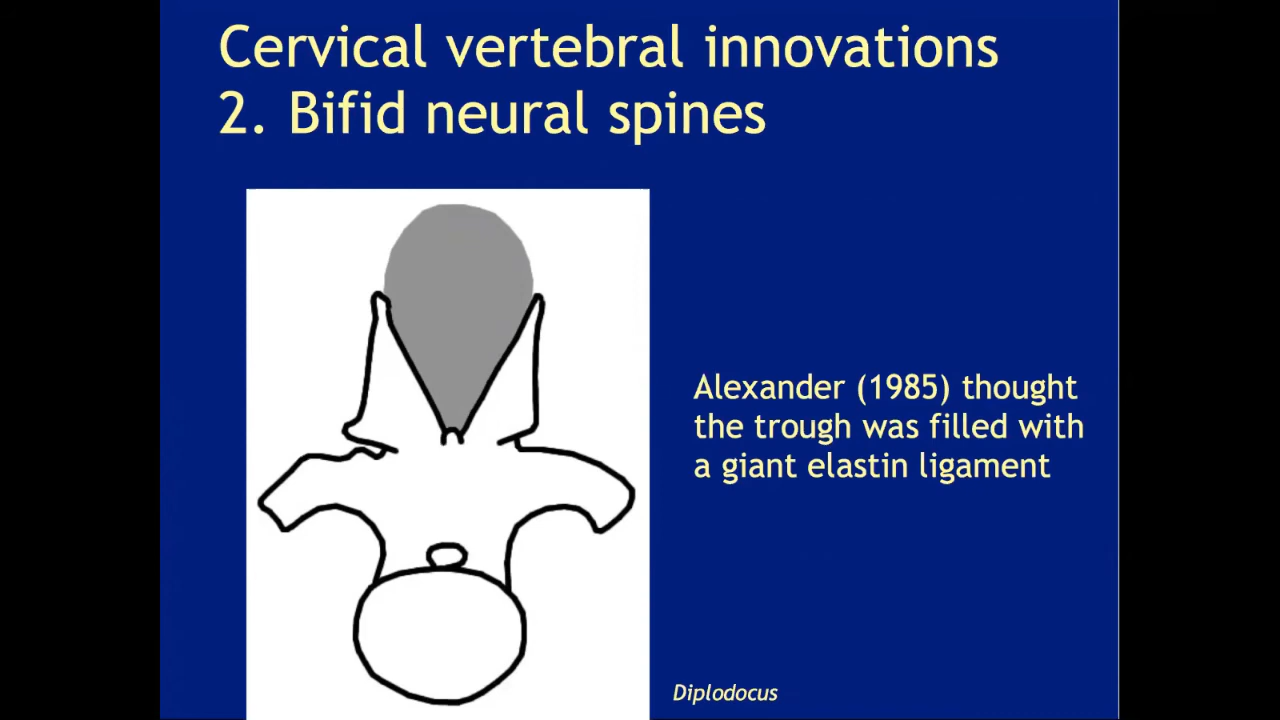 Cervical vertebral innovations
2. Bifid neural spines
Alexander (1985) thought
the trough was filled with
a giant elastin ligament
Diplodocus